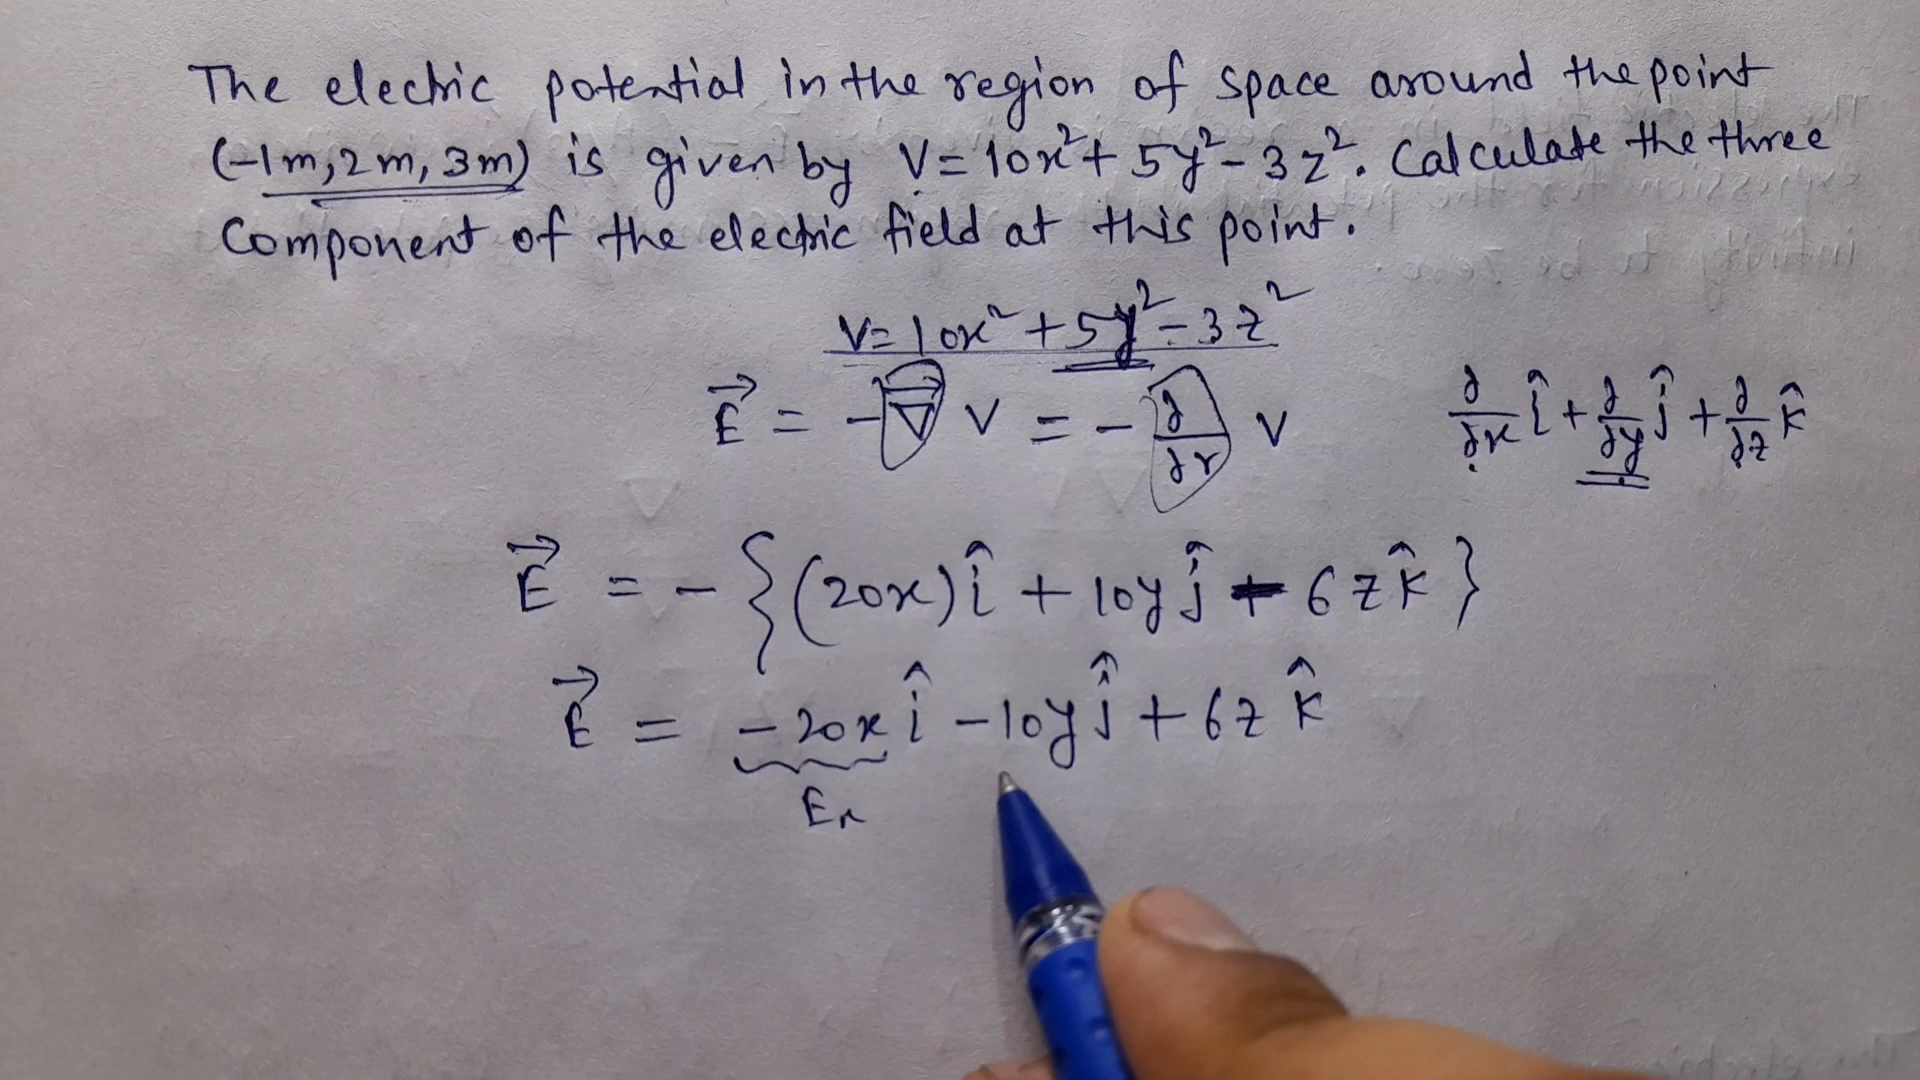 The electric potential in the region of space around the point
(-1m, 2m, 3m) is given by V = 10x² + 5y² - 3z². Calculate the three
Component of the electric field at this point.
V = 10x² + 5y² - 3z²
E⃗ = -∇⃗ V = - ∂/∂r V
∂/∂x î + ∂/∂y ĵ + ∂/∂z k̂
E⃗ = - {(20x) î + 10y ĵ - 6z k̂}
E⃗ = -20x î - 10y ĵ + 6z k̂
Ex